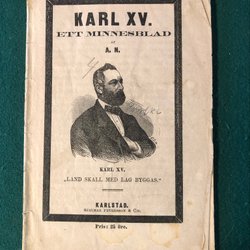 KARL XV.
ETT MINNESBLAD
AF
A. H.
KARL XV.
„LAND SKALL MED LAG BYGGAS."
KARLSTAD.
Pris: 25 öre.